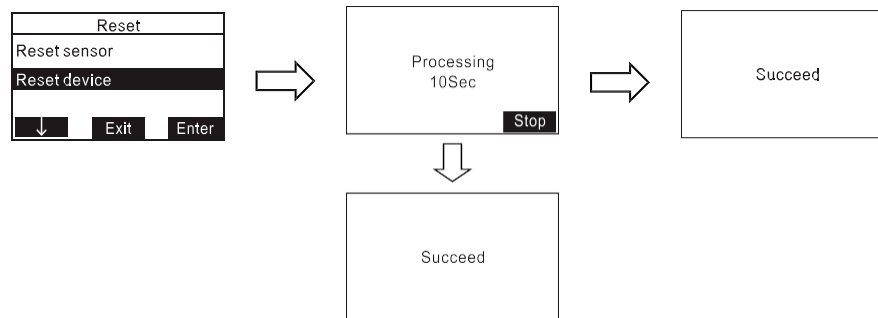 Reset
Reset sensor
Reset device
↓ Exit Enter
Processing
10Sec
Stop
Succeed
Succeed